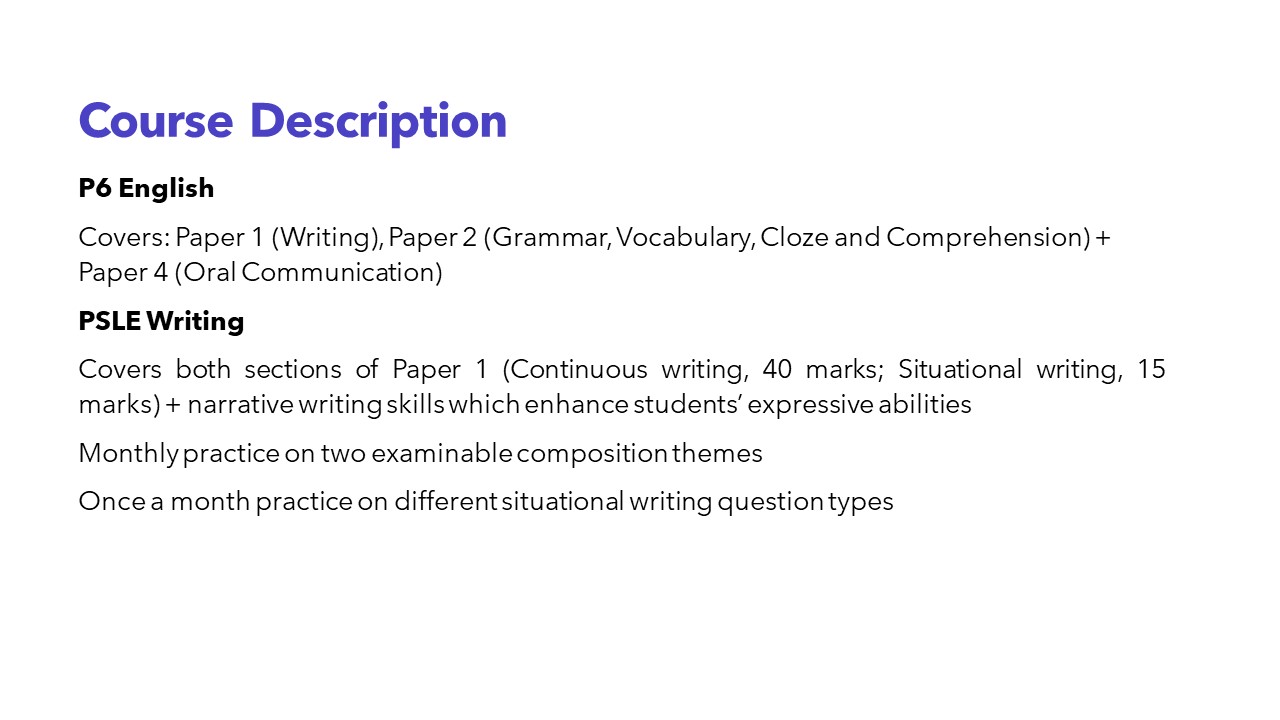 Course Description
P6 English
Covers: Paper 1 (Writing), Paper 2 (Grammar, Vocabulary, Cloze and Comprehension) +
Paper 4 (Oral Communication)
PSLE Writing
Covers both sections of Paper 1 (Continuous writing, 40 marks; Situational writing, 15
marks) + narrative writing skills which enhance students’ expressive abilities
Monthly practice on two examinable composition themes
Once a month practice on different situational writing question types